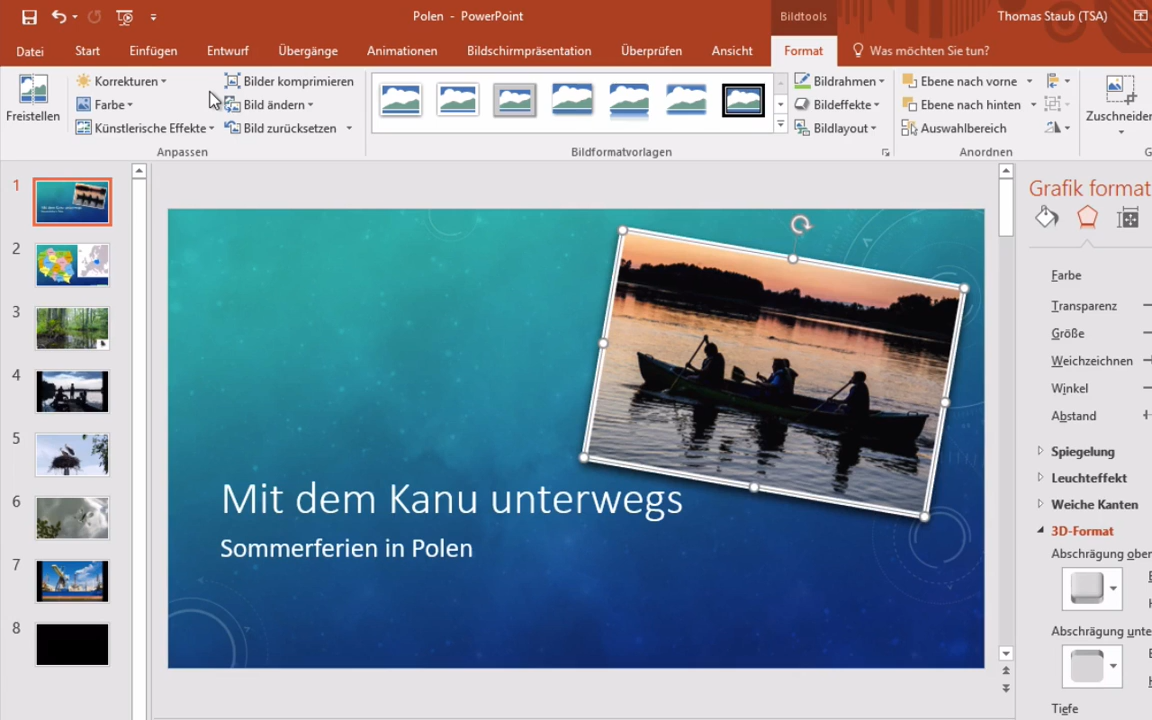 Polen - PowerPoint
Bildtools
Thomas Staub (TSA)
Datei
Start
Einfügen
Entwurf
Übergänge
Animationen
Bildschirmpräsentation
Überprüfen
Ansicht
Format
Was möchten Sie tun?
Freistellen
Korrekturen
Farbe
Künstlerische Effekte
Bilder komprimieren
Bild ändern
Bild zurücksetzen
Anpassen
Bildformatvorlagen
Bildrahmen
Bildeffekte
Bildlayout
Ebene nach vorne
Ebene nach hinten
Auswahlbereich
Anordnen
Zuschneide
G
1
2
3
4
5
6
7
8
Mit dem Kanu unterwegs
Sommerferien in Polen
Grafik format
Farbe
Transparenz
Größe
Weichzeichnen
Winkel
Abstand
Spiegelung
Leuchteffekt
Weiche Kanten
3D-Format
Abschrägung ober
Abschrägung unte
Tiefe